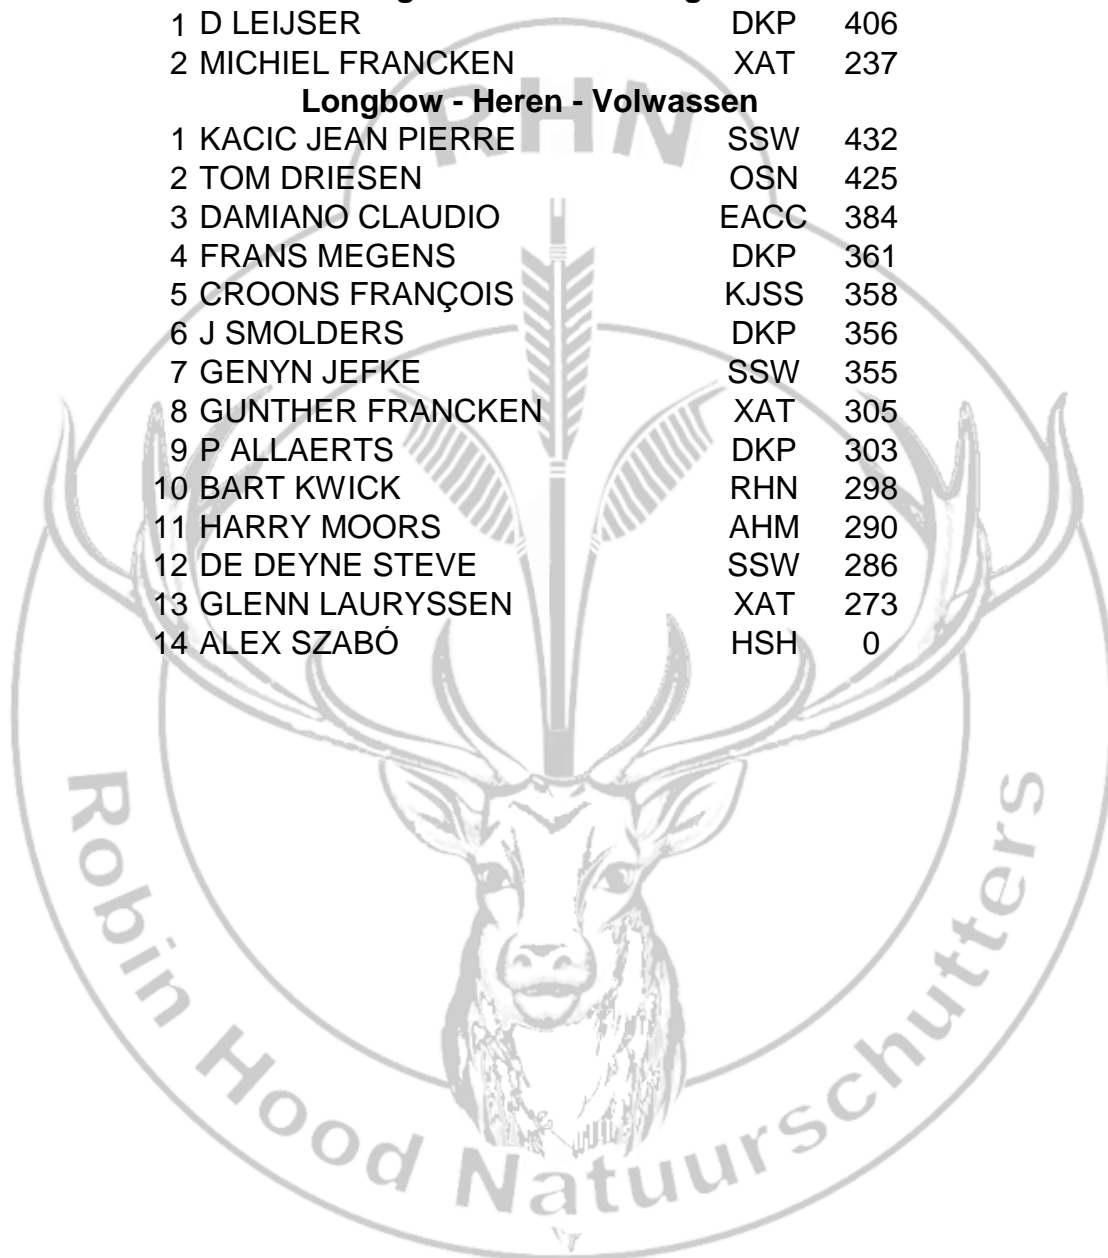 1 D LEIJSER DKP 406
2 MICHIEL FRANCKEN XAT 237
Longbow - Heren - Volwassen
1 KACIC JEAN PIERRE SSW 432
2 TOM DRIESEN OSN 425
3 DAMIANO CLAUDIO EACC 384
4 FRANS MEGENS DKP 361
5 CROONS FRANÇOIS KJSS 358
6 J SMOLDERS DKP 356
7 GENYN JEFKE SSW 355
8 GUNTHER FRANCKEN XAT 305
9 P ALLAERTS DKP 303
10 BART KWICK RHN 298
11 HARRY MOORS AHM 290
12 DE DEYNE STEVE SSW 286
13 GLENN LAURYSSEN XAT 273
14 ALEX SZABÓ HSH 0
RHN
Robin Hood Natuurschutters